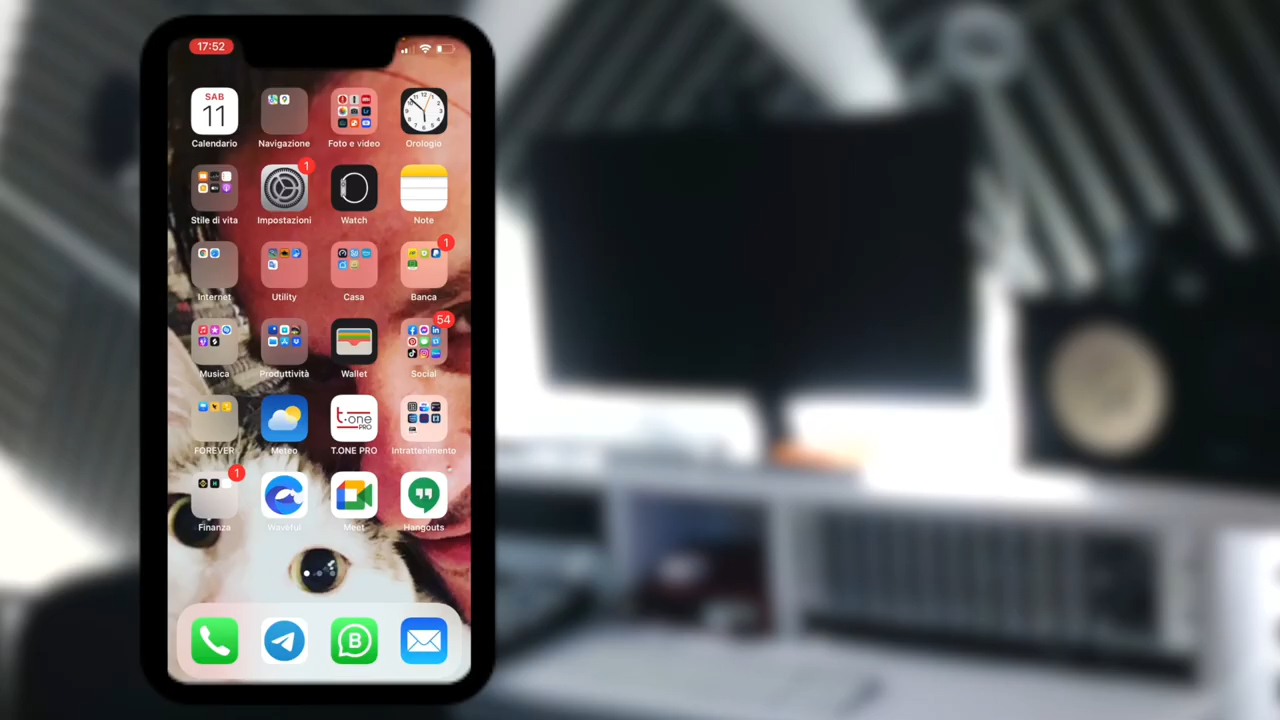 17:52
SAB
11
Calendario
Navigazione
Foto e video
Orologio
1
Stile di vita
Impostazioni
Watch
Note
1
Internet
Utility
Casa
Banca
54
Musica
Produttività
Wallet
Social
t.one
PRO
FOREVER
Meteo
T.ONE PRO
Intrattenimento
1
Finanza
Waveful
Meet
Hangouts
B